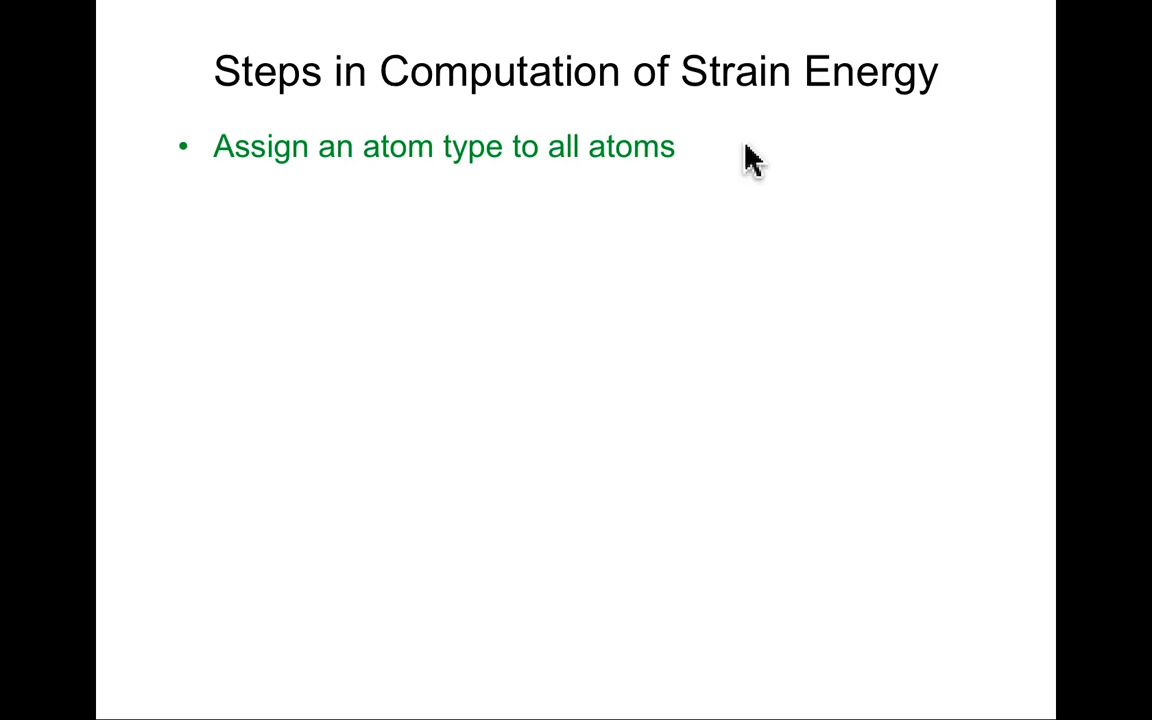 Steps in Computation of Strain Energy
• Assign an atom type to all atoms